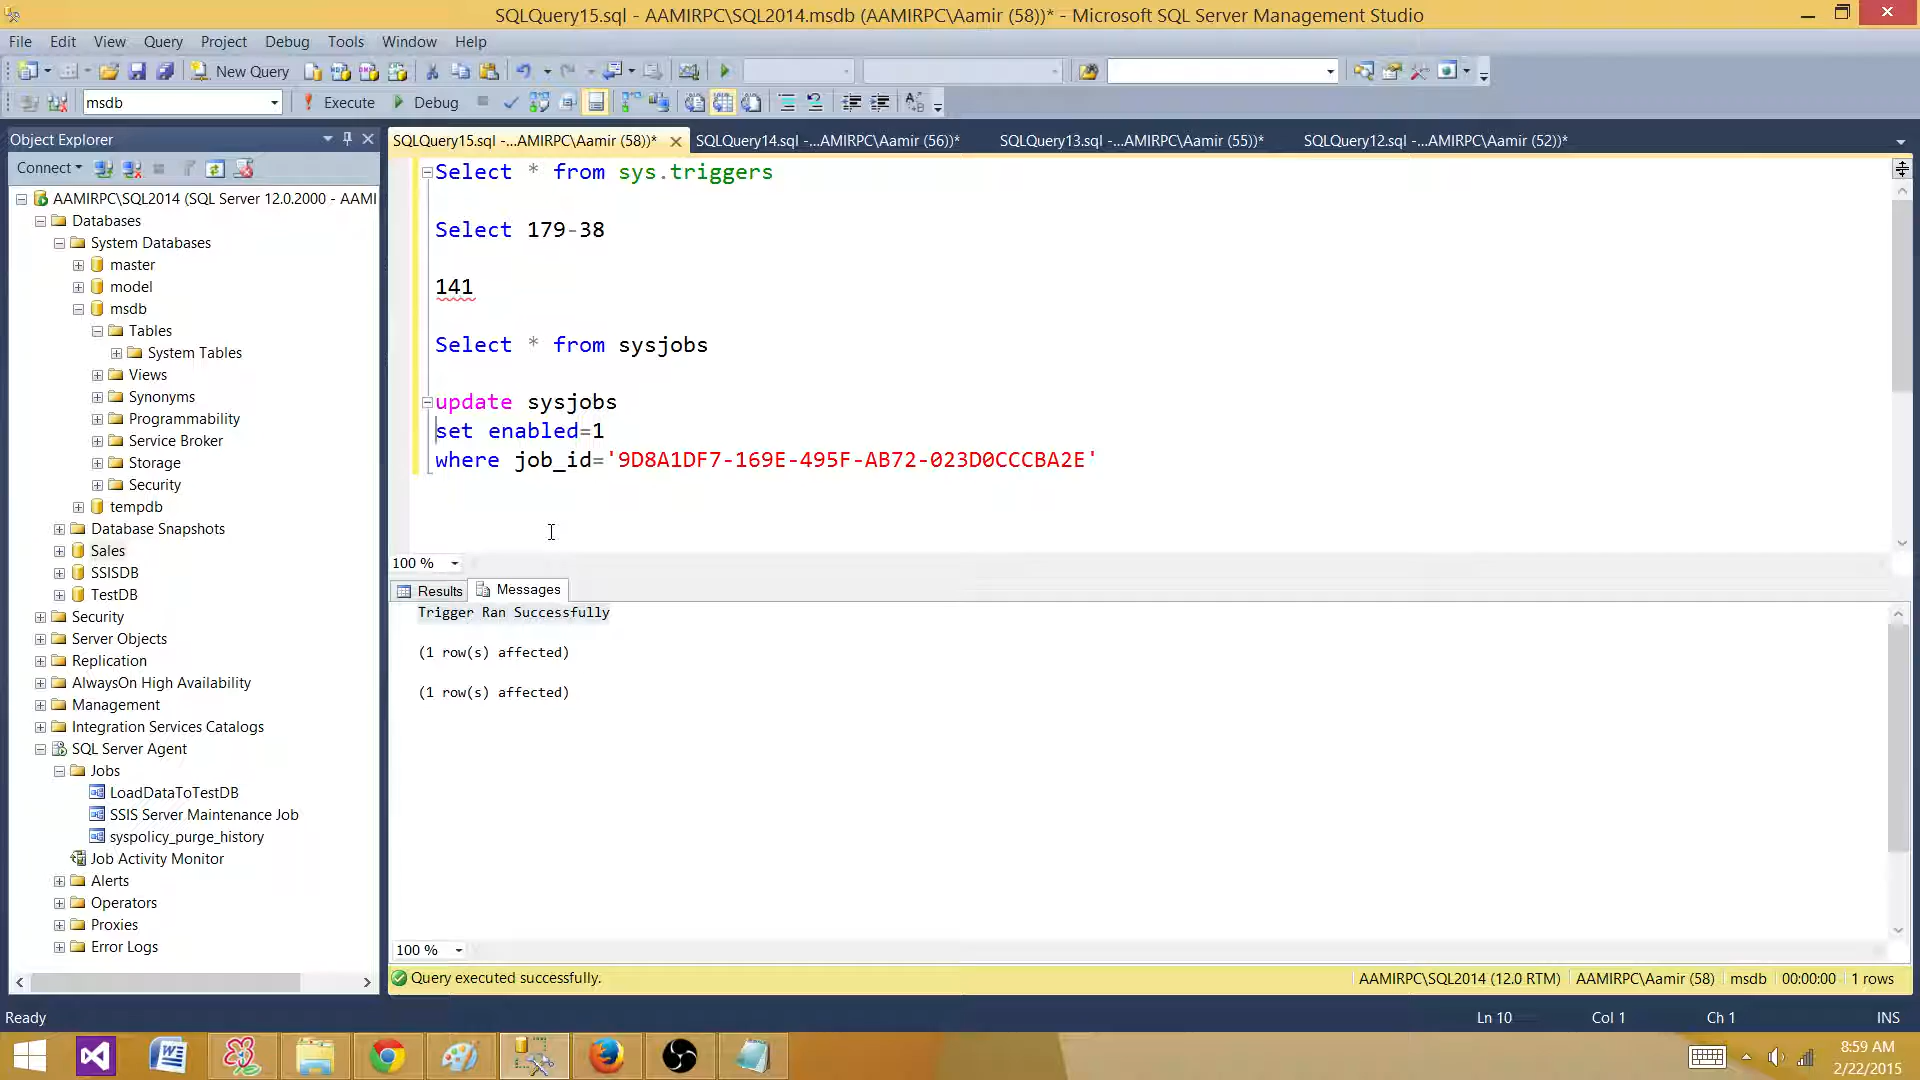 SQLQuery15.sql - AAMIRPC\SQL2014.msdb (AAMIRPC\Aamir (58))* - Microsoft SQL Server Management Studio
File Edit View Query Project Debug Tools Window Help
New Query
msdb Execute Debug
Object Explorer
Connect
AAMIRPC\SQL2014 (SQL Server 12.0.2000 - AAMI
Databases
System Databases
master
model
msdb
Tables
System Tables
Views
Synonyms
Programmability
Service Broker
Storage
Security
tempdb
Database Snapshots
Sales
SSISDB
TestDB
Security
Server Objects
Replication
AlwaysOn High Availability
Management
Integration Services Catalogs
SQL Server Agent
Jobs
LoadDataToTestDB
SSIS Server Maintenance Job
syspolicy_purge_history
Job Activity Monitor
Alerts
Operators
Proxies
Error Logs
SQLQuery15.sql -...AMIRPC\Aamir (58))* SQLQuery14.sql -...AMIRPC\Aamir (56))* SQLQuery13.sql -...AMIRPC\Aamir (55))* SQLQuery12.sql -...AMIRPC\Aamir (52))*
Select * from sys.triggers
Select 179-38
141
Select * from sysjobs
update sysjobs
set enabled=1
where job_id='9D8A1DF7-169E-495F-AB72-023D0CCCBA2E'
100 %
Results Messages
Trigger Ran Successfully
(1 row(s) affected)
(1 row(s) affected)
100 %
Query executed successfully. AAMIRPC\SQL2014 (12.0 RTM) AAMIRPC\Aamir (58) msdb 00:00:00 1 rows
Ready Ln 10 Col 1 Ch 1 INS
8:59 AM
2/22/2015